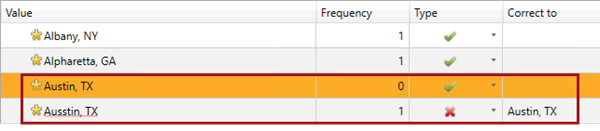 Value Frequency Type Correct to
Albany, NY 1
Alpharetta, GA 1
Austin, TX 0
Ausstin, TX 1 Austin, TX